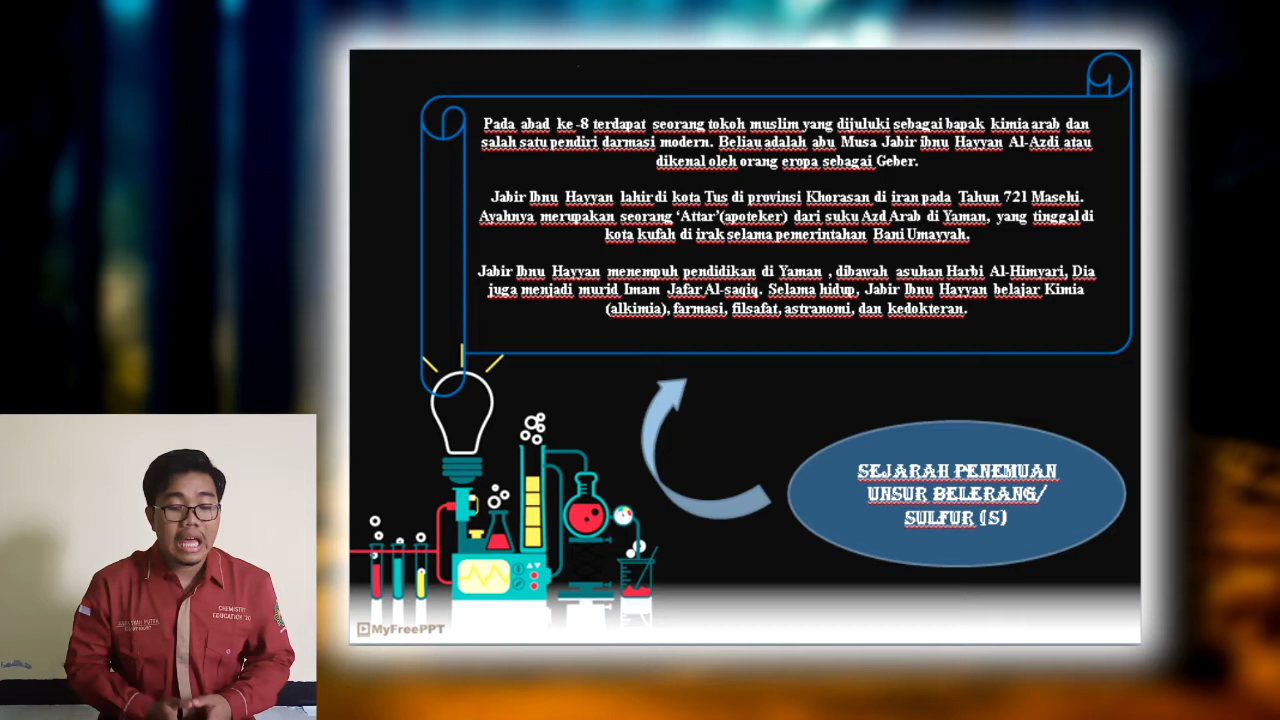 Pada abad ke-8 terdapat seorang tokoh muslim yang dijuluki sebagai bapak kimia arab dan
salah satu pendiri darmasi modern. Beliau adalah abu Musa Jabir ibnu Hayyan Al-Azdi atau
dikenal oleh orang eropa sebagai Geber.
Jabir Ibnu Hayyan lahir di kota Tus di provinsi Khorasan di iran pada Tahun 721 Masehi.
Ayahnya merupakan seorang ‘Attar’(apoteker) dari suku Azd Arab di Yaman, yang tinggal di
kota kufah di irak selama pemerintahan Bani Umayyah.
Jabir Ibnu Hayyan menempuh pendidikan di Yaman , dibawah asuhan Harbi Al-Himyari, Dia
juga menjadi murid Imam Jafar Al-saqiq. Selama hidup, Jabir Ibnu Hayyan belajar Kimia
(alkimia), farmasi, filsafat, astranomi, dan kedokteran.
SEJARAH PENEMUAN
UNSUR BELERANG/
SULFUR (S)
MyFreePPT
CHEMISTRY
EDUCATION '20